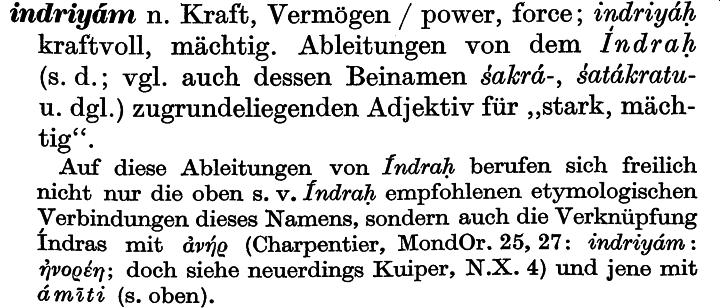 indriyám n. Kraft, Vermögen / power, force; indriyáḥ
kraftvoll, mächtig. Ableitungen von dem Índraḥ
(s. d.; vgl. auch dessen Beinamen śakrá-, śatákratu-
u. dgl.) zugrundeliegenden Adjektiv für „stark, mäch-
tig“.
Auf diese Ableitungen von Índraḥ berufen sich freilich
nicht nur die oben s. v. Índraḥ empfohlenen etymologischen
Verbindungen dieses Namens, sondern auch die Verknüpfung
Índras mit ἀνήρ (Charpentier, MondOr. 25, 27: indriyám:
ἠνορέη; doch siehe neuerdings Kuiper, N.X. 4) und jene mit
ámīti (s. oben).